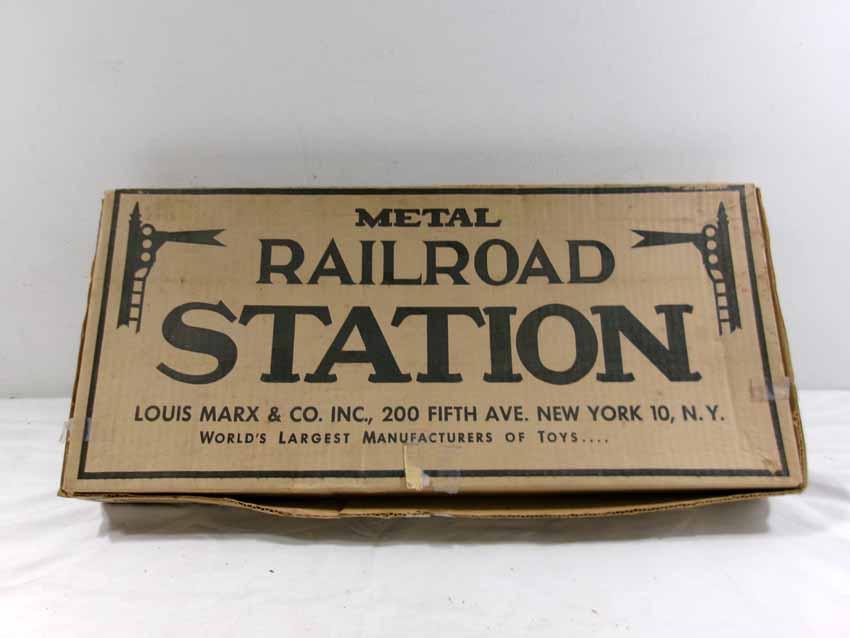 METAL
RAILROAD
STATION
LOUIS MARX & CO. INC., 200 FIFTH AVE. NEW YORK 10, N.Y.
WORLD'S LARGEST MANUFACTURERS OF TOYS....